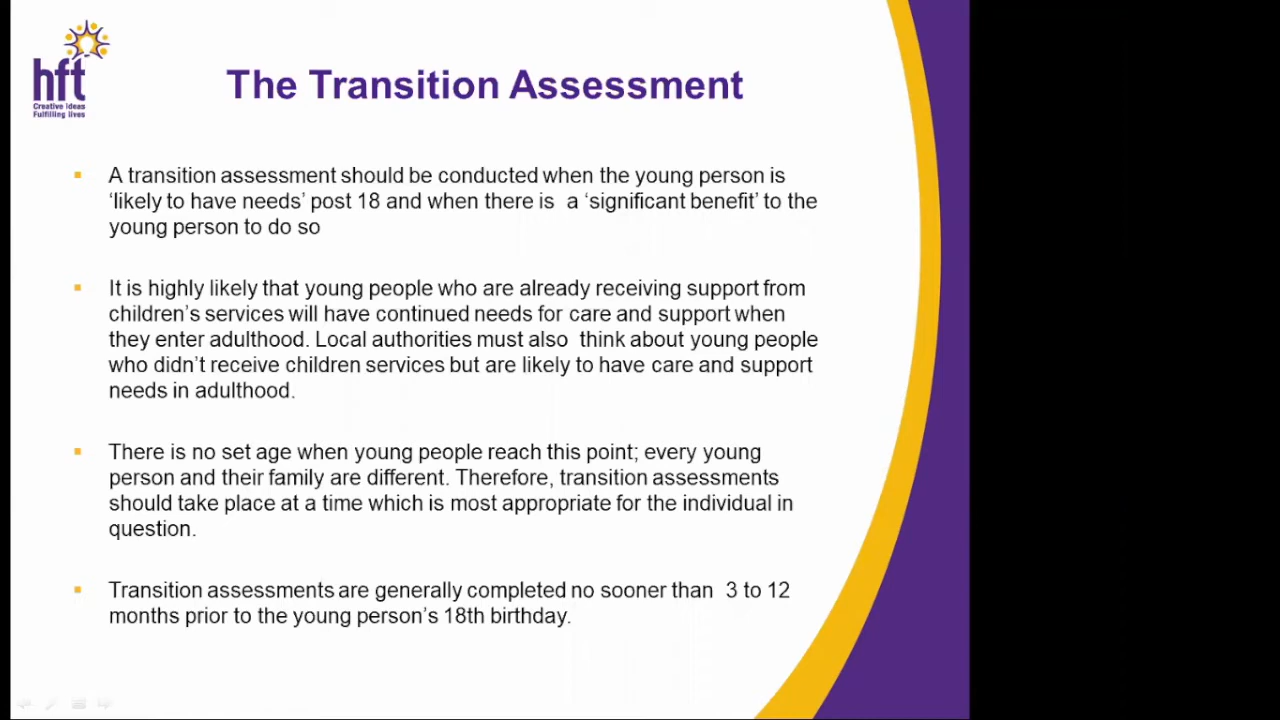 hft
Creative ideas
Fulfilling lives
The Transition Assessment
A transition assessment should be conducted when the young person is
‘likely to have needs’ post 18 and when there is  a ‘significant benefit’ to the
young person to do so
It is highly likely that young people who are already receiving support from
children’s services will have continued needs for care and support when
they enter adulthood. Local authorities must also  think about young people
who didn’t receive children services but are likely to have care and support
needs in adulthood.
There is no set age when young people reach this point; every young
person and their family are different. Therefore, transition assessments
should take place at a time which is most appropriate for the individual in
question.
Transition assessments are generally completed no sooner than  3 to 12
months prior to the young person’s 18th birthday.